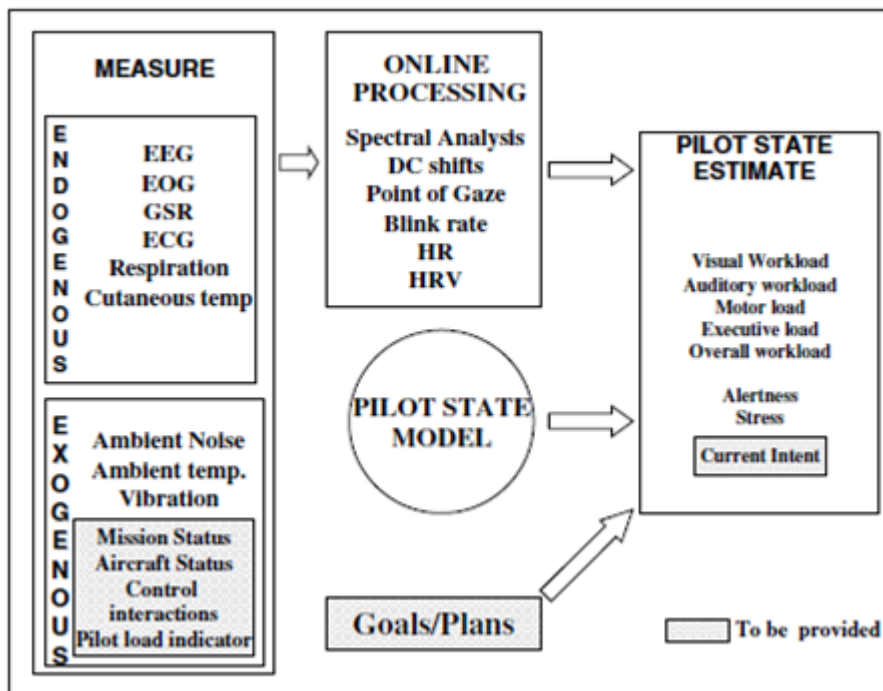 MEASURE
ENDOGENOUS
EEG
EOG
GSR
ECG
Respiration
Cutaneous temp
EXOGENOUS
Ambient Noise
Ambient temp.
Vibration
Mission Status
Aircraft Status
Control
interactions
Pilot load indicator
ONLINE
PROCESSING
Spectral Analysis
DC shifts
Point of Gaze
Blink rate
HR
HRV
PILOT STATE
MODEL
Goals/Plans
PILOT STATE
ESTIMATE
Visual Workload
Auditory workload
Motor load
Executive load
Overall workload
Alertness
Stress
Current Intent
To be provided